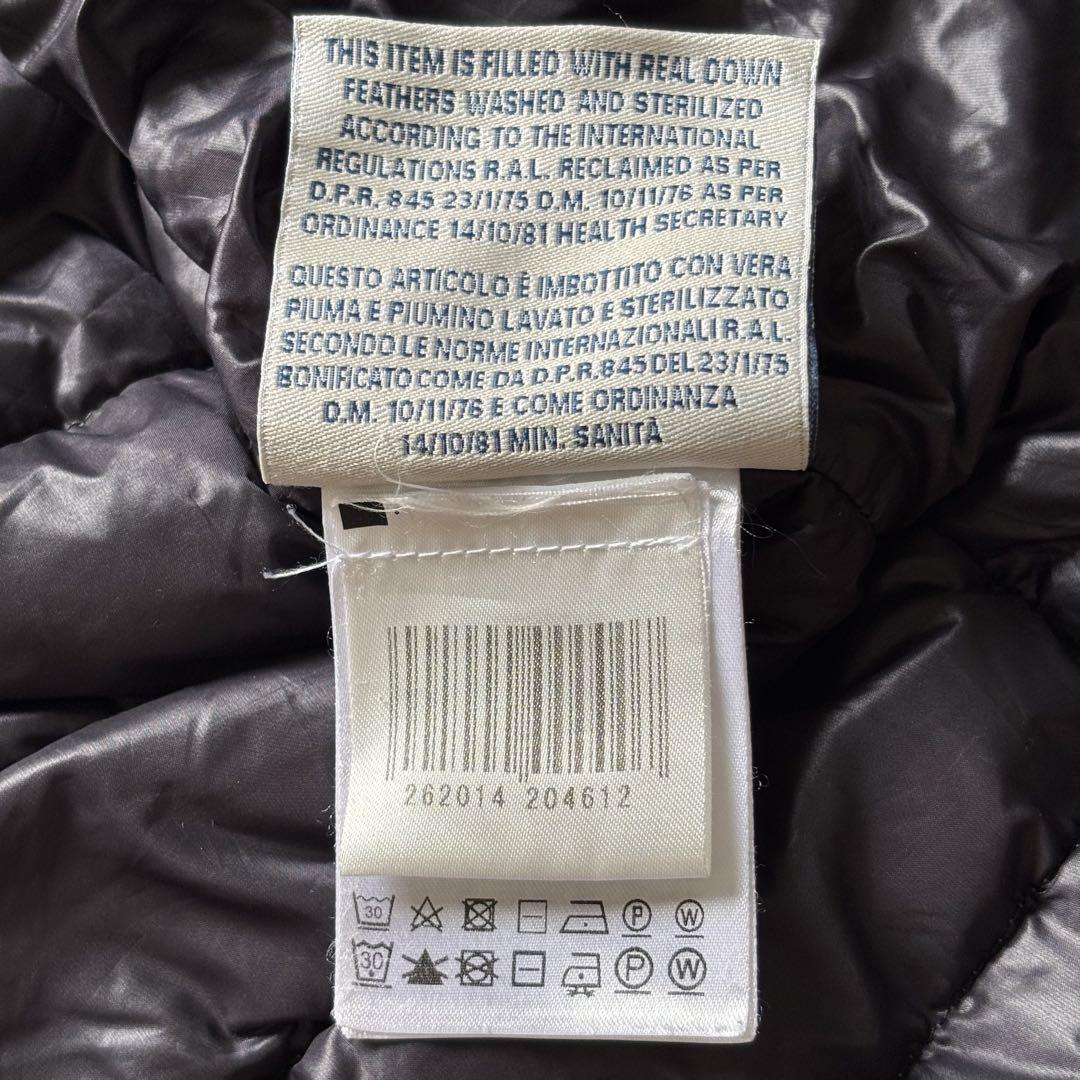 THIS ITEM IS FILLED WITH REAL DOWN
FEATHERS WASHED AND STERILIZED
ACCORDING TO THE INTERNATIONAL
REGULATIONS R.A.L. RECLAIMED AS PER
D.P.R. 845 23/1/75 D.M. 10/11/76 AS PER
ORDINANCE 14/10/81 HEALTH SECRETARY
QUESTO ARTICOLO È IMBOTTITO CON VERA
PIUMA E PIUMINO LAVATO E STERILIZZATO
SECONDO LE NORME INTERNAZIONALI R.A.L.
BONIFICATO COME DA D.P.R. 845 DEL 23/1/75
D.M. 10/11/76 E COME ORDINANZA
14/10/81 MIN. SANITÀ
262014 204612
30 P W
30 P W